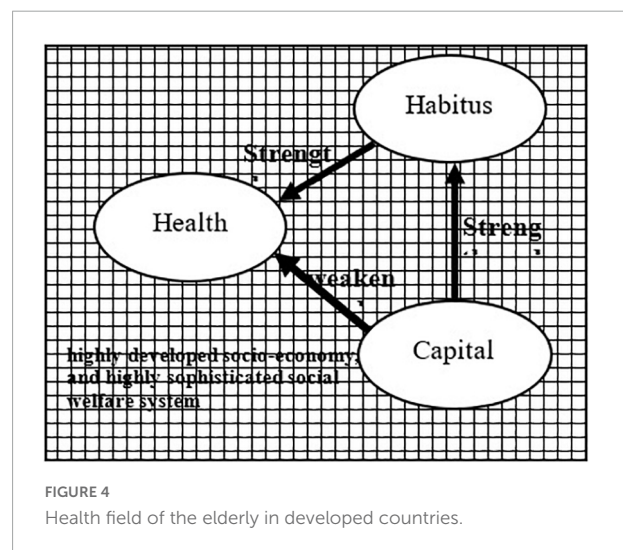 Habitus
Strengt
Health
Streng
weaken
Capital
highly developed socio-economy,
and highly sophisticated social
welfare system
FIGURE 4
Health field of the elderly in developed countries.